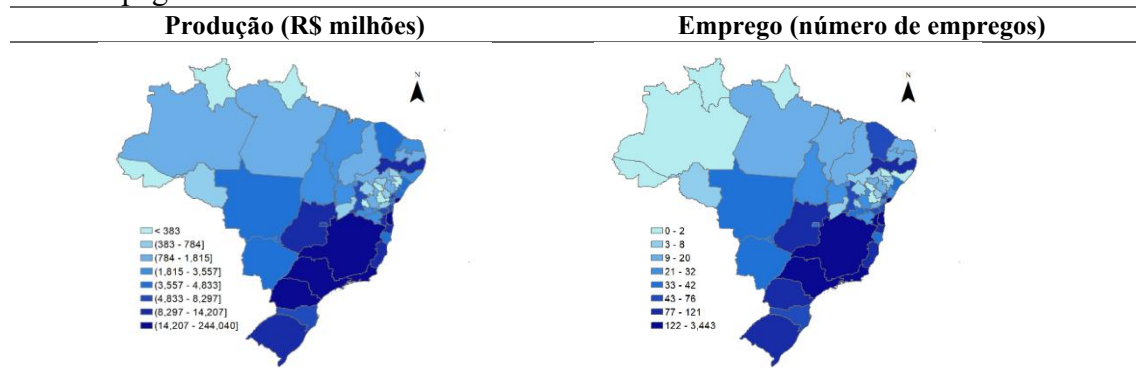 Produção (R$ milhões) Emprego (número de empregos)
N N
< 383
(383 - 784]
(784 - 1,815]
(1,815 - 3,557]
(3,557 - 4,833]
(4,833 - 8,297]
(8,297 - 14,207]
(14,207 - 244,040]
0 - 2
3 - 8
9 - 20
21 - 32
33 - 42
43 - 76
77 - 121
122 - 3,443